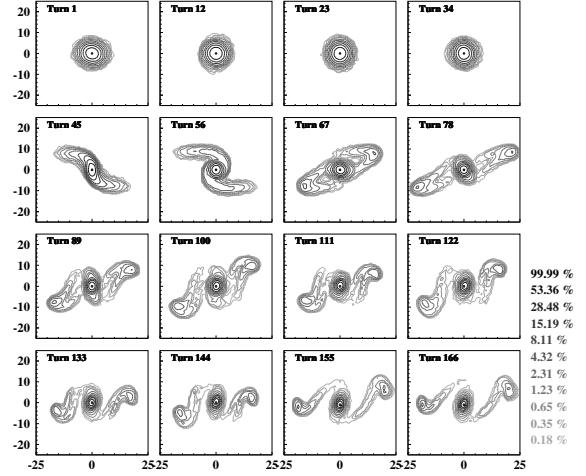 Turn 1
Turn 12
Turn 23
Turn 34
20
10
0
-10
-20
Turn 45
Turn 56
Turn 67
Turn 78
20
10
0
-10
-20
Turn 89
Turn 100
Turn 111
Turn 122
20
10
0
-10
-20
99.99 %
53.36 %
28.48 %
15.19 %
8.11 %
4.32 %
2.31 %
1.23 %
0.65 %
0.35 %
0.18 %
Turn 133
Turn 144
Turn 155
Turn 166
20
10
0
-10
-20
-25 0 25 0 25 0 25 0 25